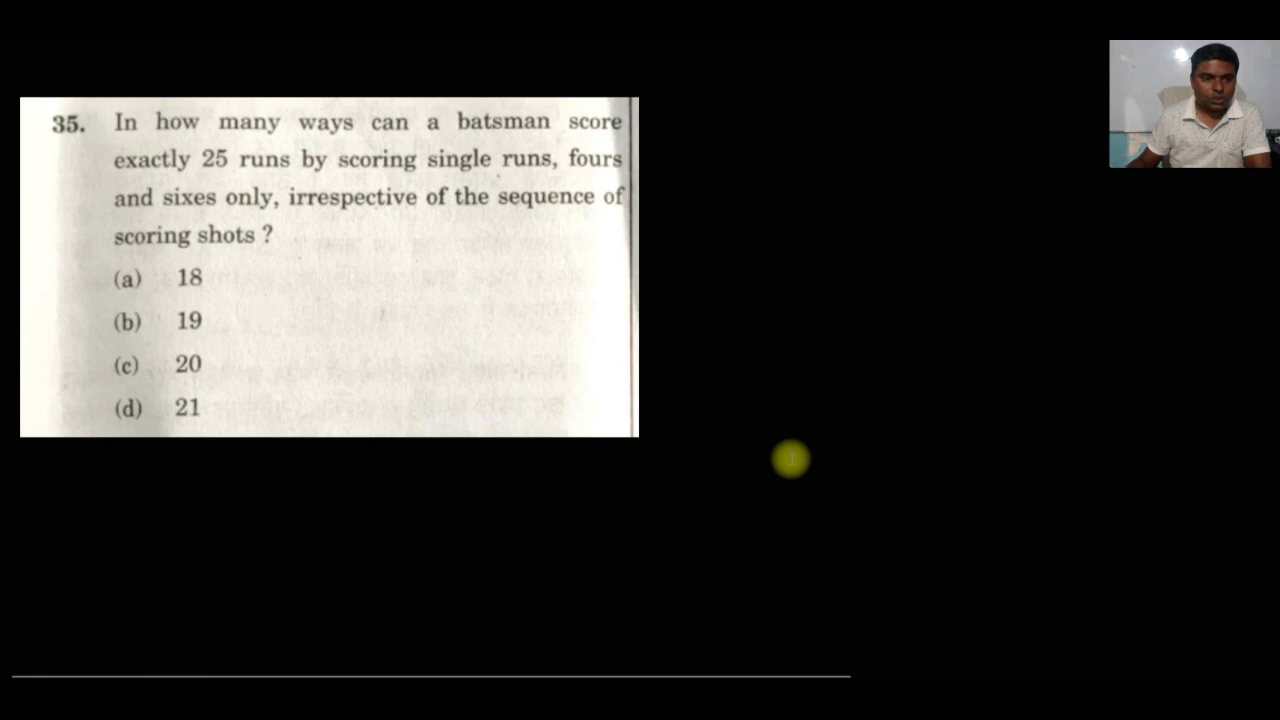 35. In how many ways can a batsman score
exactly 25 runs by scoring single runs, fours
and sixes only, irrespective of the sequence of
scoring shots ?
(a) 18
(b) 19
(c) 20
(d) 21